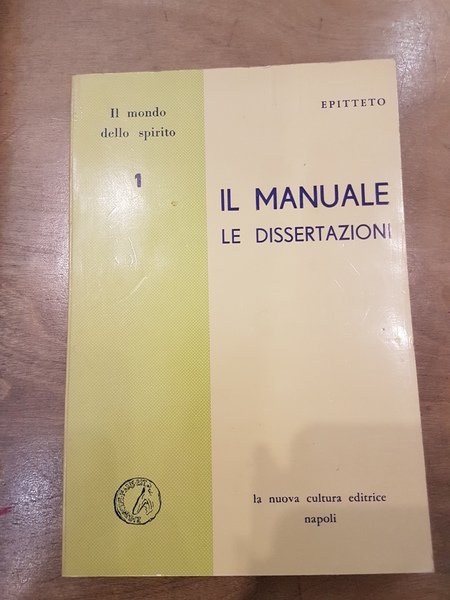 Il mondo
dello spirito
1
EPITTETO
IL MANUALE
LE DISSERTAZIONI
la nuova cultura editrice
napoli